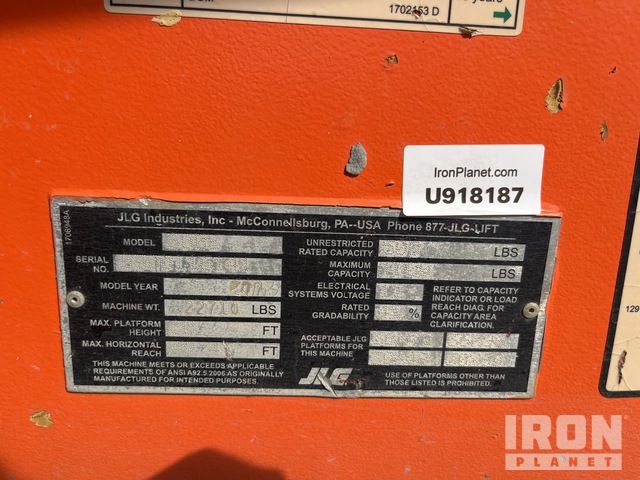 1702153 D
years
IronPlanet.com
U918187
1706948A
JLG Industries, Inc - McConnellsburg, PA--USA Phone 877-JLG-LIFT
MODEL
SERIAL NO.
MODEL YEAR
MACHINE WT. LBS
MAX. PLATFORM HEIGHT FT
MAX. HORIZONTAL REACH FT
THIS MACHINE MEETS OR EXCEEDS APPLICABLE
REQUIREMENTS OF ANSI A92.5 2006 AS ORIGINALLY
MANUFACTURED FOR INTENDED PURPOSES.
UNRESTRICTED RATED CAPACITY LBS
MAXIMUM CAPACITY LBS
ELECTRICAL SYSTEMS VOLTAGE
RATED GRADABILITY %
REFER TO CAPACITY
INDICATOR OR LOAD
REACH DIAG. FOR
CAPACITY AREA
CLARIFICATION.
ACCEPTABLE JLG
PLATFORMS FOR
THIS MACHINE
JLG
USE OF PLATFORMS OTHER THAN
THOSE LISTED IS PROHIBITED.
129
IRON
PLANET